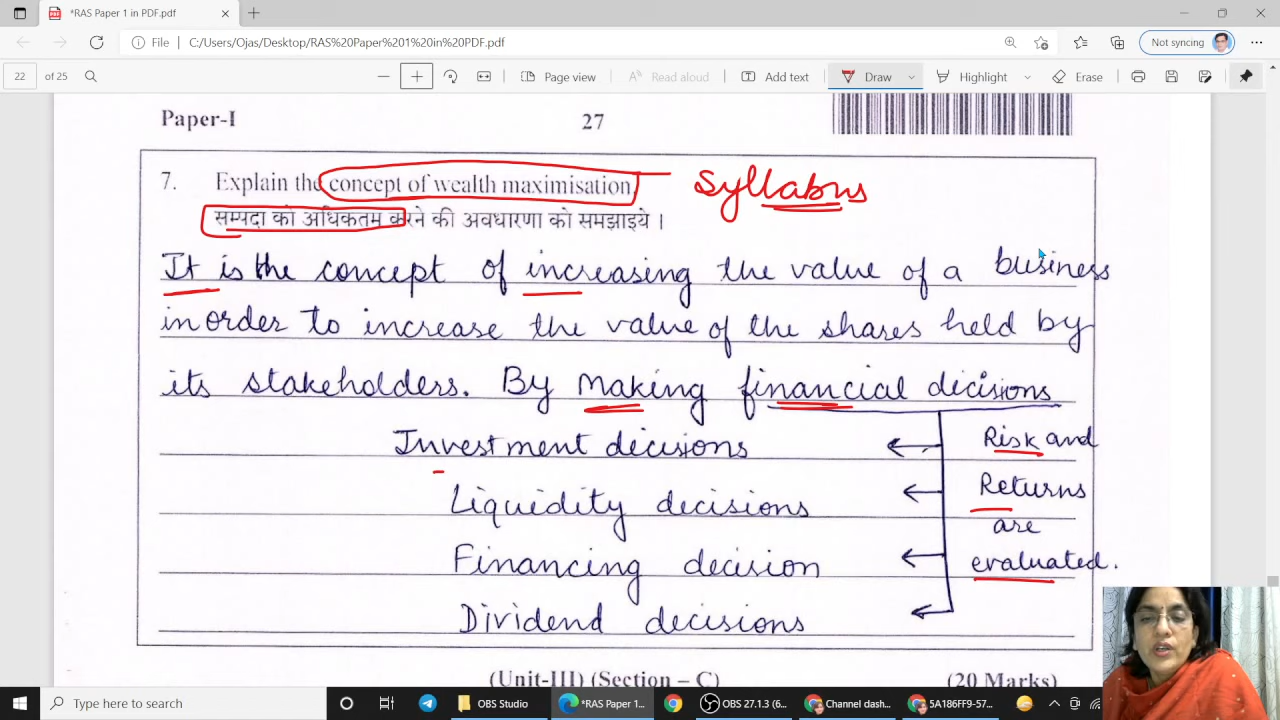 *RAS Paper 1 in PDF.pdf
File C:/Users/Ojas/Desktop/RAS%20Paper%201%20in%20PDF.pdf Not syncing
22 of 25 Page view Read aloud Add text Draw Highlight Erase
Paper-I 27
7. Explain the concept of wealth maximisation. Syllabus
सम्पदा को अधिकतम करने की अवधारणा को समझाइये ।
It is the concept of increasing the value of a business
in order to increase the value of the shares held by
its stakeholders. By making financial decisions
Investment decisions Risk and
Liquidity decisions Returns
are
Financing decision evaluated.
Dividend decisions
(Unit-III) (Section – C) (20 Marks)
Type here to search OBS Studio *RAS Paper 1... OBS 27.1.3 (6... Channel dash... 5A186FF9-57... ENG